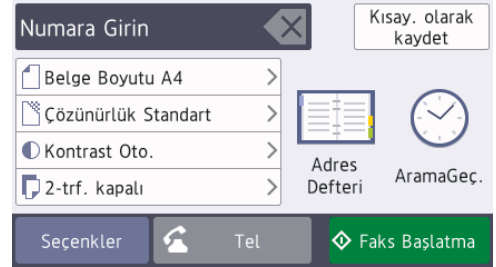 Numara Girin
Kısay. olarak
kaydet
Belge Boyutu A4
Çözünürlük Standart
Kontrast Oto.
2-trf. kapalı
Adres
Defteri
AramaGeç.
Seçenkler
Tel
Faks Başlatma